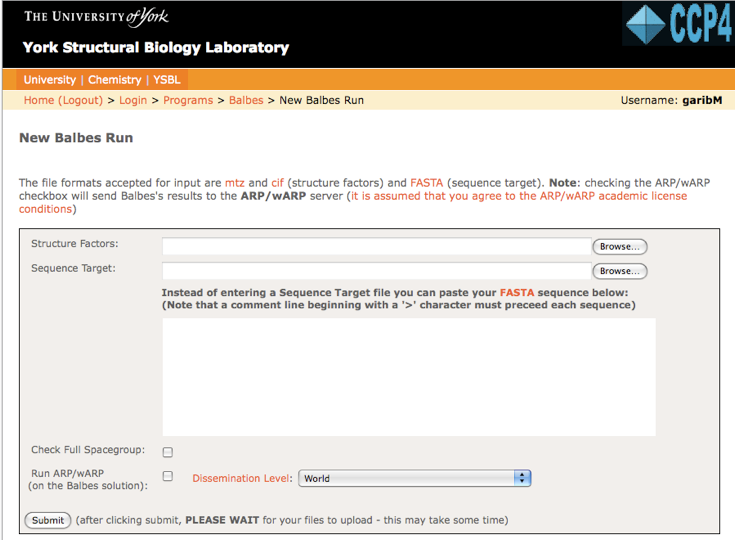 THE UNIVERSITY of York
CCP4
York Structural Biology Laboratory
University | Chemistry | YSBL
Home (Logout) > Login > Programs > Balbes > New Balbes Run
Username: garibM
New Balbes Run
The file formats accepted for input are mtz and cif (structure factors) and FASTA (sequence target). Note: checking the ARP/wARP
checkbox will send Balbes's results to the ARP/wARP server (it is assumed that you agree to the ARP/wARP academic license
conditions)
Structure Factors:
Browse...
Sequence Target:
Browse...
Instead of entering a Sequence Target file you can paste your FASTA sequence below:
(Note that a comment line beginning with a '>' character must preceed each sequence)
Check Full Spacegroup:
Run ARP/wARP
(on the Balbes solution):
Dissemination Level: World
Submit (after clicking submit, PLEASE WAIT for your files to upload - this may take some time)